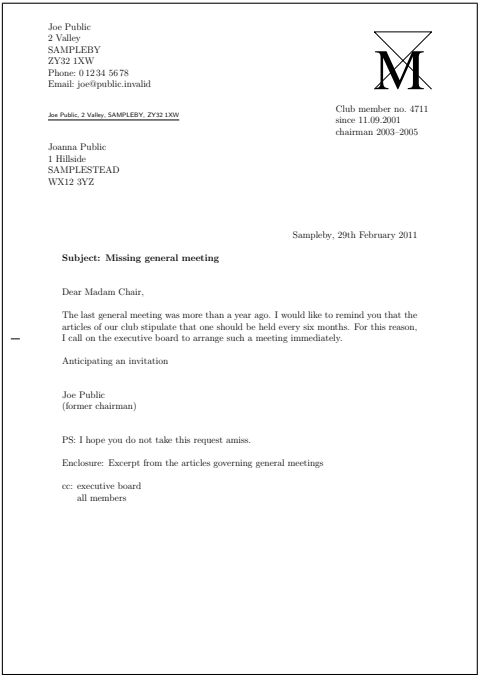 Joe Public
2 Valley
SAMPLEBY
ZY32 1XW
Phone: 0 12 34 56 78
Email: joe@public.invalid
M
Club member no. 4711
since 11.09.2001
chairman 2003–2005
Joe Public, 2 Valley, SAMPLEBY, ZY32 1XW
Joanna Public
1 Hillside
SAMPLESTEAD
WX12 3YZ
Sampleby, 29th February 2011
Subject: Missing general meeting
Dear Madam Chair,
The last general meeting was more than a year ago. I would like to remind you that the
articles of our club stipulate that one should be held every six months. For this reason,
I call on the executive board to arrange such a meeting immediately.
Anticipating an invitation
Joe Public
(former chairman)
PS: I hope you do not take this request amiss.
Enclosure: Excerpt from the articles governing general meetings
cc: executive board
all members